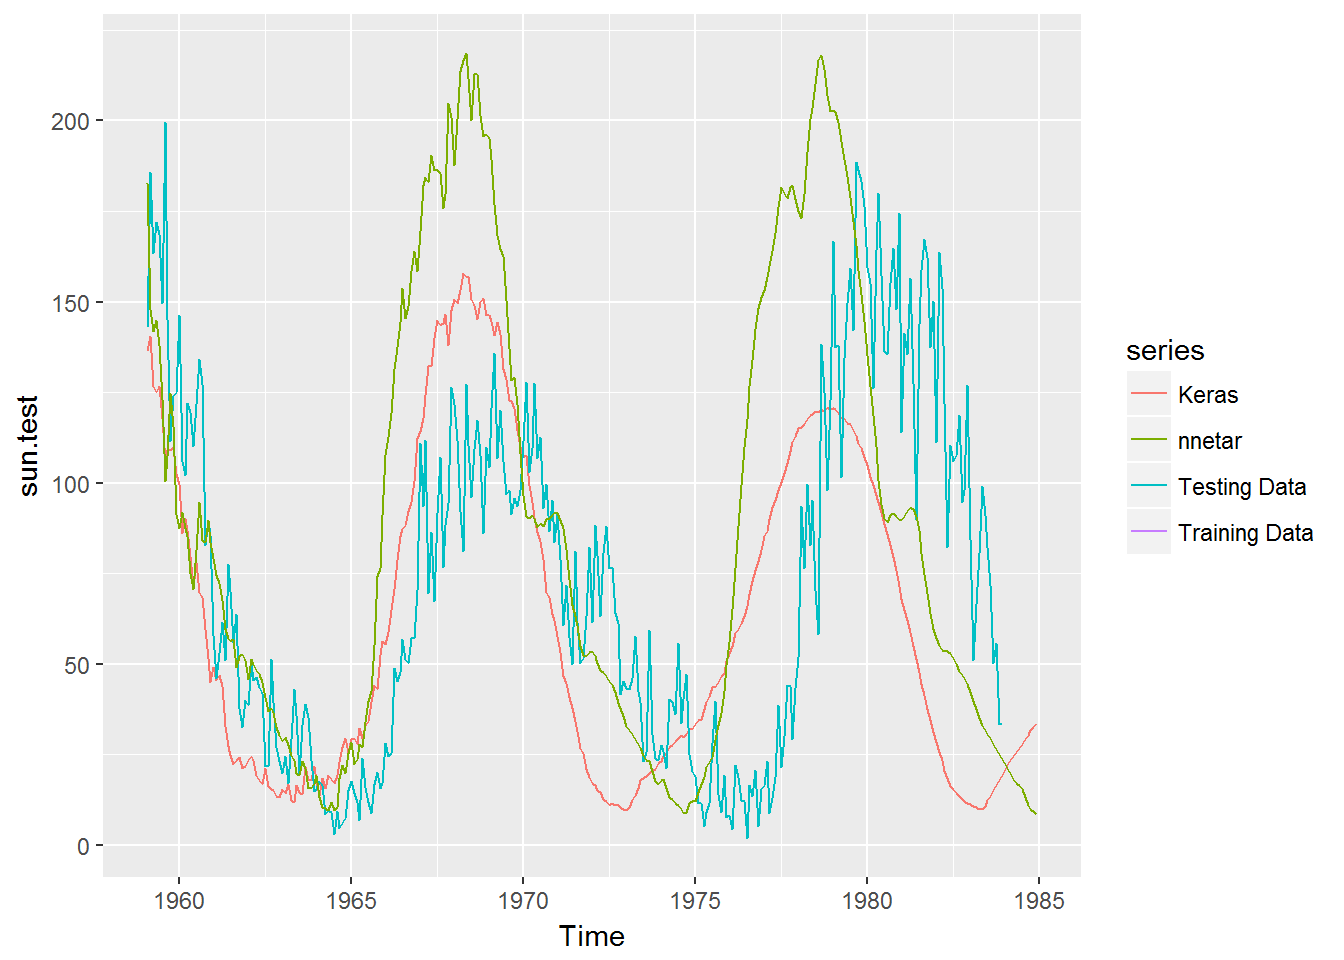 sun.test
200
150
100
50
0
1960 1965 1970 1975 1980 1985
Time
series
Keras
nnetar
Testing Data
Training Data